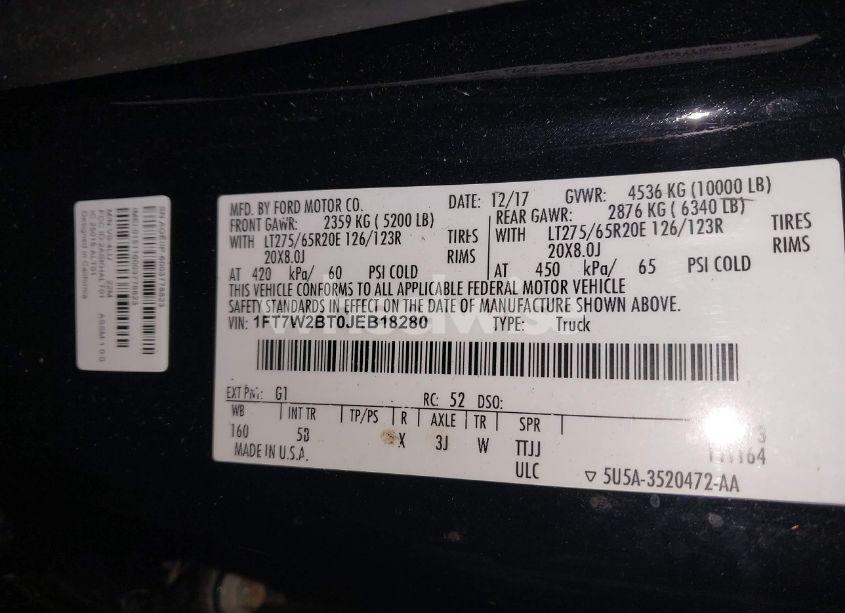 MFD. BY FORD MOTOR CO.
DATE: 12/17 GVWR: 4536 KG (10000 LB)
FRONT GAWR: 2359 KG ( 5200 LB)
REAR GAWR: 2876 KG ( 6340 LB)
WITH LT275/65R20E 126/123R TIRES
WITH LT275/65R20E 126/123R TIRES
20X8.0J RIMS
20X8.0J RIMS
AT 420 kPa/ 60 PSI COLD
AT 450 kPa/ 65 PSI COLD
THIS VEHICLE CONFORMS TO ALL APPLICABLE FEDERAL MOTOR VEHICLE
SAFETY STANDARDS IN EFFECT ON THE DATE OF MANUFACTURE SHOWN ABOVE.
VIN: 1FT7W2BT0JEB18280 TYPE: Truck
EXT PNT: G1 RC: 52 DSO:
WB INT TR TP/PS R AXLE TR SPR
160 5B X 3J W TTJJ
MADE IN U.S.A. ULC
5U5A-3520472-AA
Designed in California